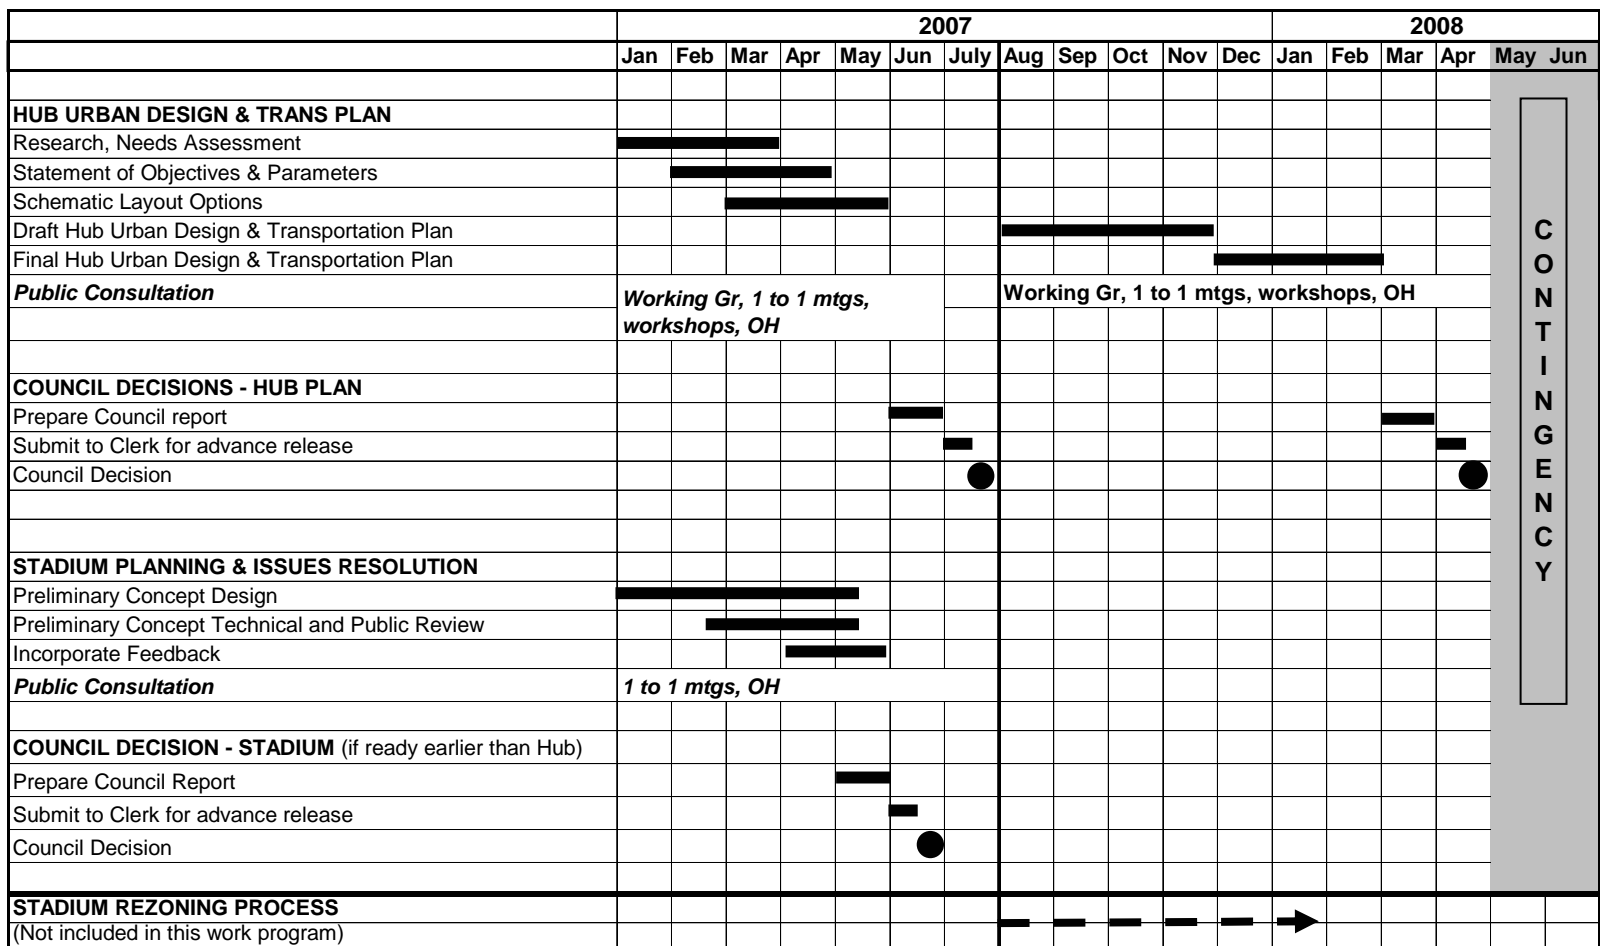 2007 2008
Jan Feb Mar Apr May Jun July Aug Sep Oct Nov Dec Jan Feb Mar Apr May Jun
HUB URBAN DESIGN & TRANS PLAN
Research, Needs Assessment
Statement of Objectives & Parameters
Schematic Layout Options
Draft Hub Urban Design & Transportation Plan
Final Hub Urban Design & Transportation Plan
Public Consultation
Working Gr, 1 to 1 mtgs,
workshops, OH
Working Gr, 1 to 1 mtgs, workshops, OH
COUNCIL DECISIONS - HUB PLAN
Prepare Council report
Submit to Clerk for advance release
Council Decision
STADIUM PLANNING & ISSUES RESOLUTION
Preliminary Concept Design
Preliminary Concept Technical and Public Review
Incorporate Feedback
Public Consultation 1 to 1 mtgs, OH
COUNCIL DECISION - STADIUM (if ready earlier than Hub)
Prepare Council Report
Submit to Clerk for advance release
Council Decision
STADIUM REZONING PROCESS
(Not included in this work program)
C
O
N
T
I
N
G
E
N
C
Y